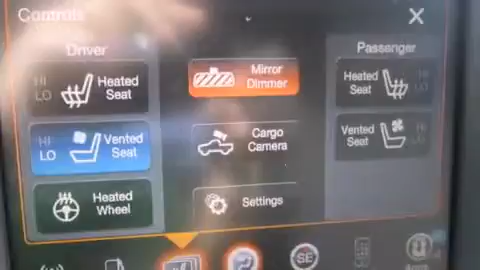 Controls
Driver
HI
LO
Heated
Seat
HI
LO
Vented
Seat
Heated
Wheel
Mirror
Dimmer
Cargo
Camera
Settings
Passenger
Heated
Seat
HI
LO
Vented
Seat
HI
LO
SE